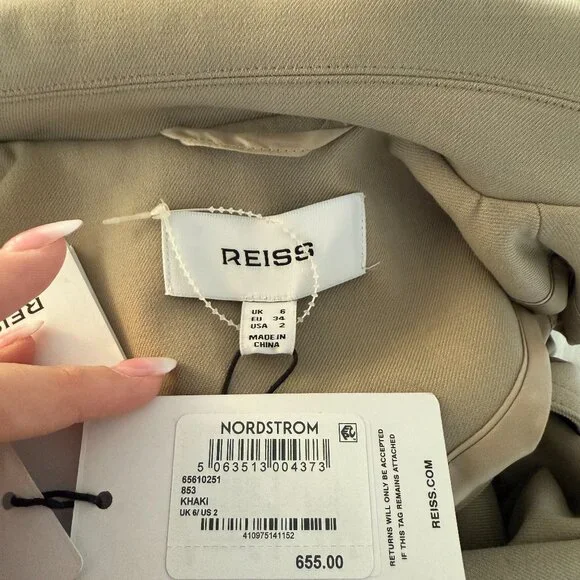 REISS
UK 6
EU 34
USA 2
MADE IN
CHINA
REISS
NORDSTROM
5 063513 004373
65610251
853
KHAKI
UK 6/ US 2
410975141152
655.00
RETURNS WILL ONLY BE ACCEPTED
IF THIS TAG REMAINS ATTACHED
REISS.COM